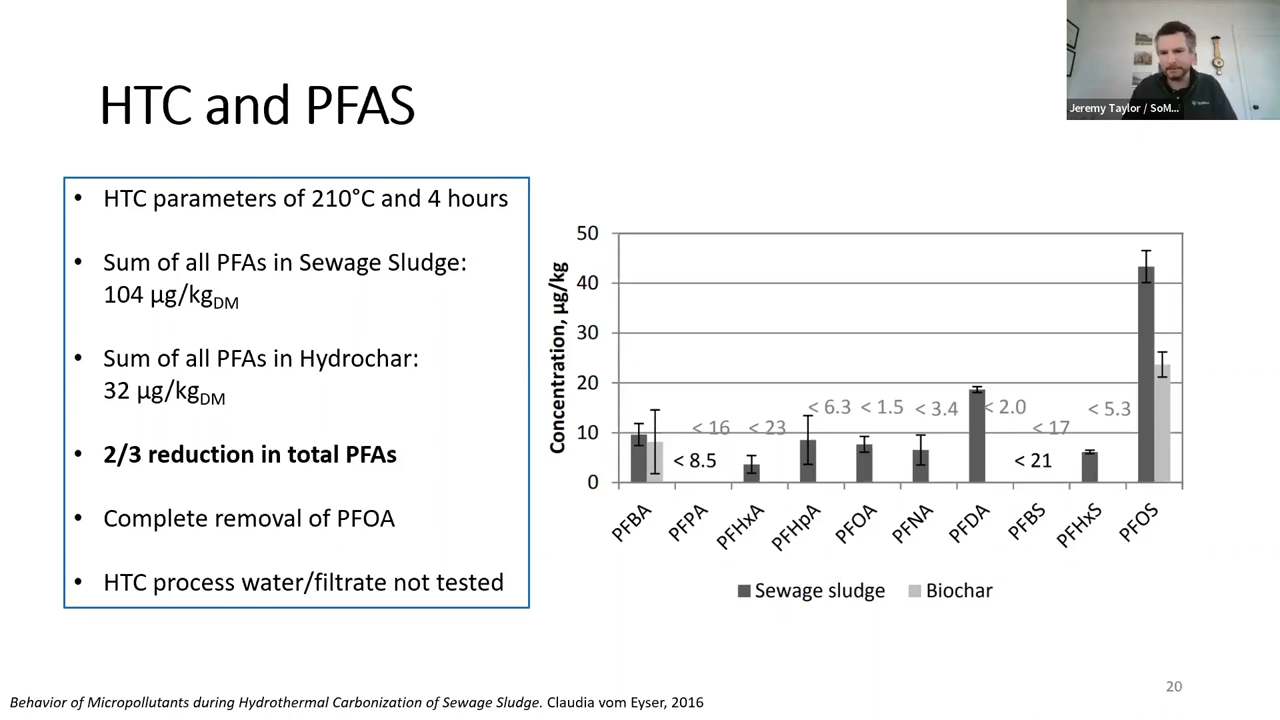 Jeremy Taylor / SoM...
HTC and PFAS
• HTC parameters of 210°C and 4 hours
• Sum of all PFAs in Sewage Sludge:
104 µg/kgDM
• Sum of all PFAs in Hydrochar:
32 µg/kgDM
• 2/3 reduction in total PFAs
• Complete removal of PFOA
• HTC process water/filtrate not tested
Concentration, µg/kg
50
40
30
20
10
0
< 16
< 23
< 6.3
< 1.5
< 3.4
< 2.0
< 17
< 5.3
< 8.5
< 21
PFBA
PFPA
PFHxA
PFHpA
PFOA
PFNA
PFDA
PFBS
PFHxS
PFOS
Sewage sludge
Biochar
20
Behavior of Micropollutants during Hydrothermal Carbonization of Sewage Sludge. Claudia vom Eyser, 2016